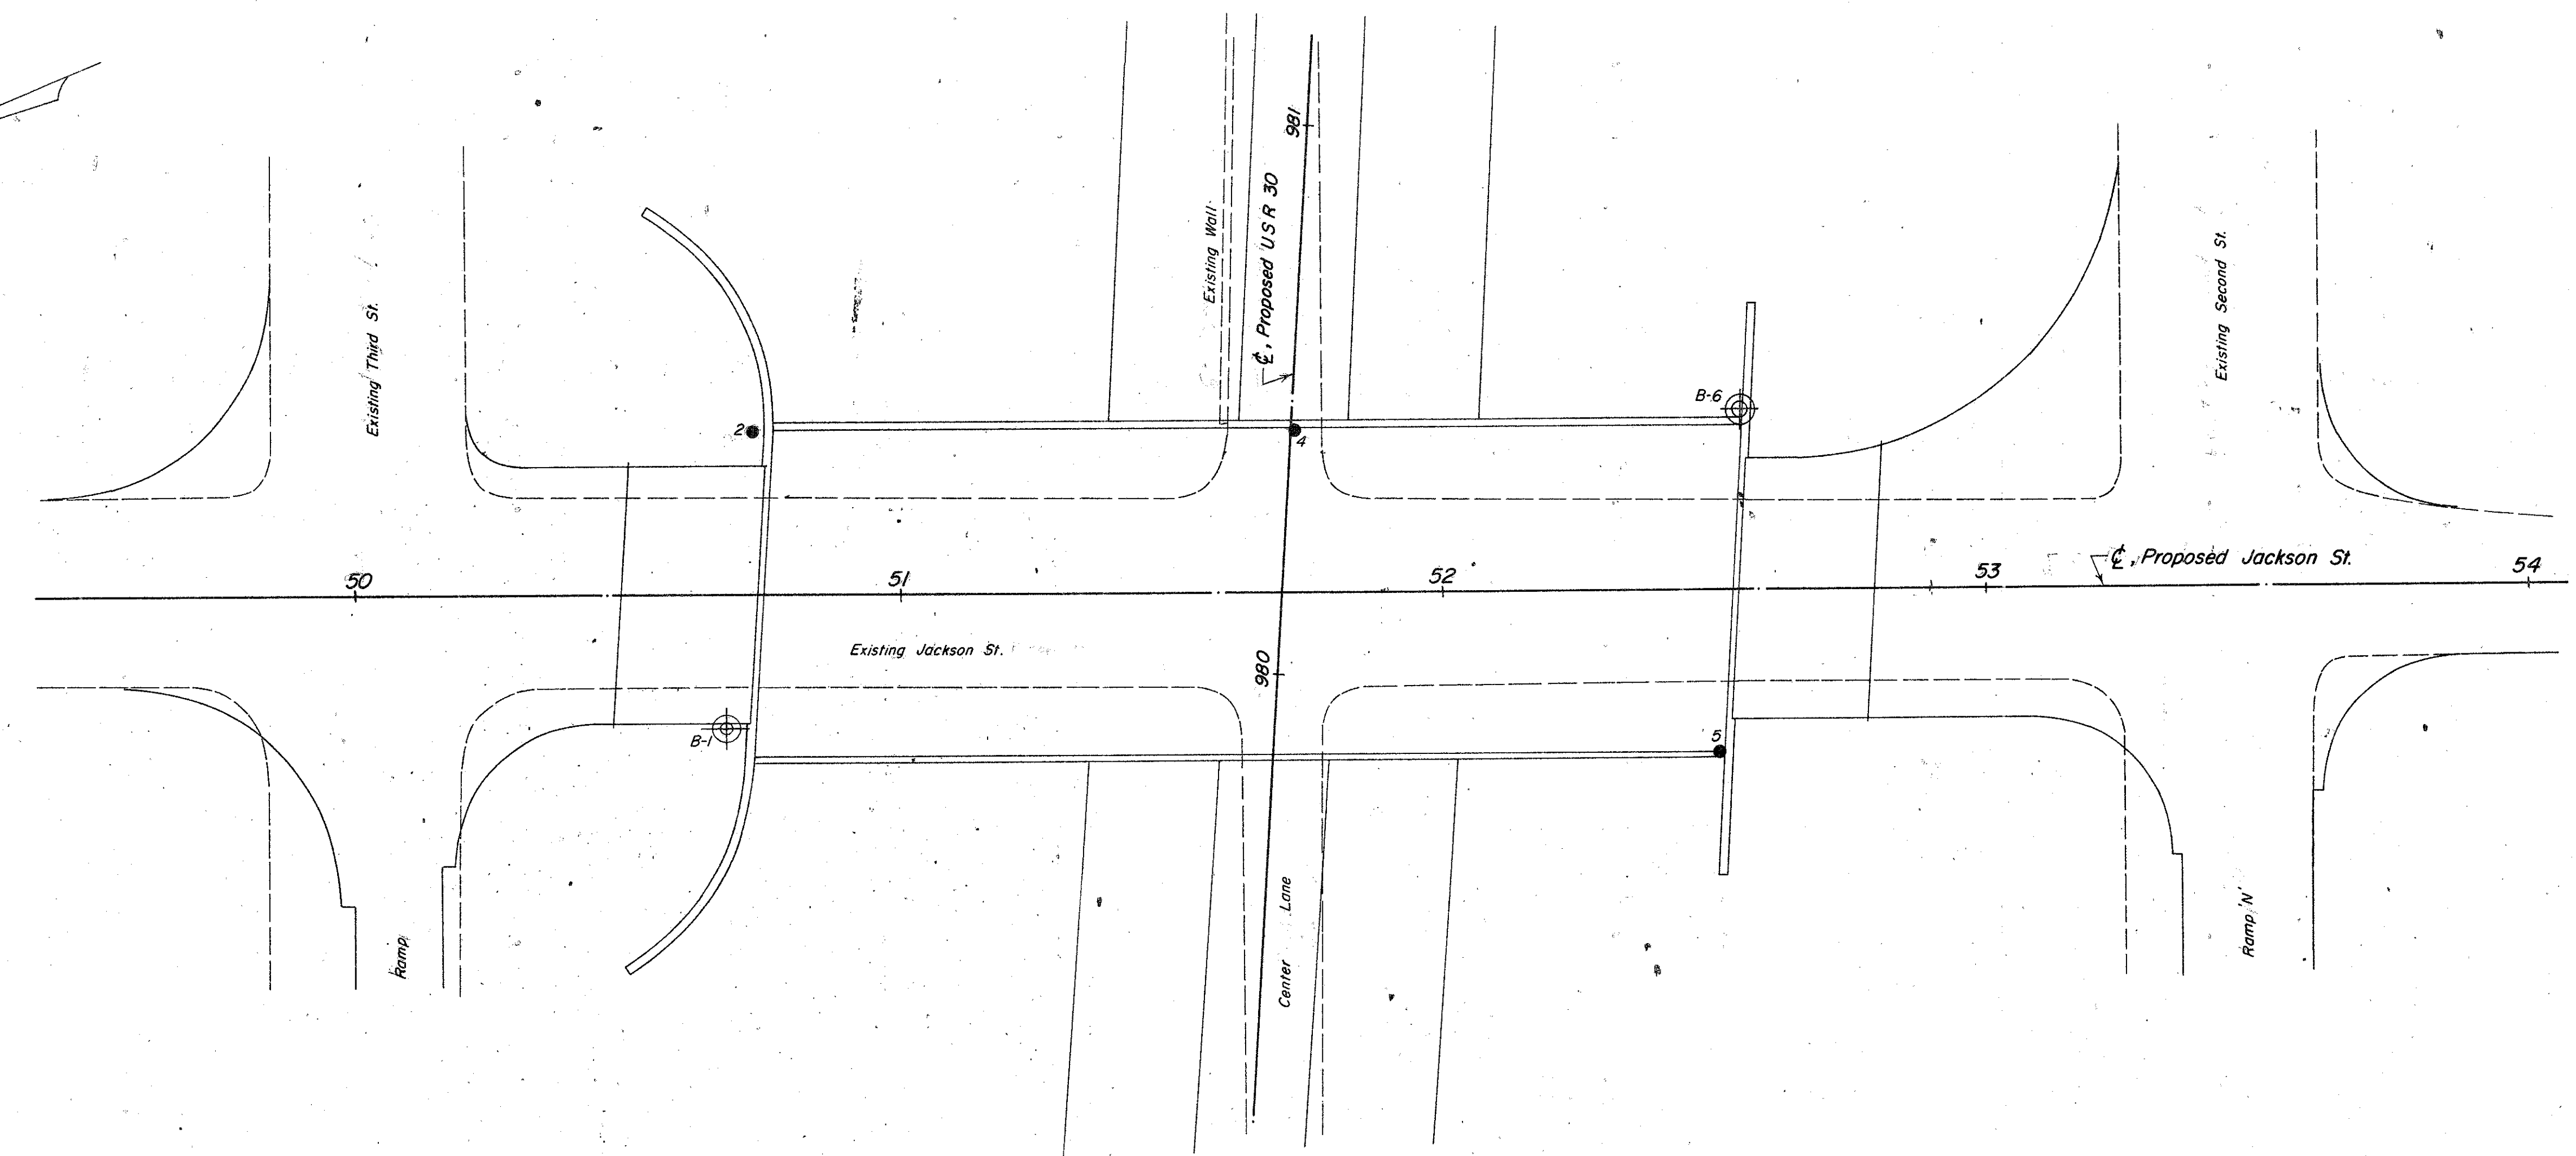 981
℄, Proposed USR 30
Existing Wall
Existing Third St.
Existing Second St.
B-6
2
4
℄, Proposed Jackson St.
50
51
52
53
54
Existing Jackson St.
980
B-1
5
Center Lane
Ramp
Ramp 'N'